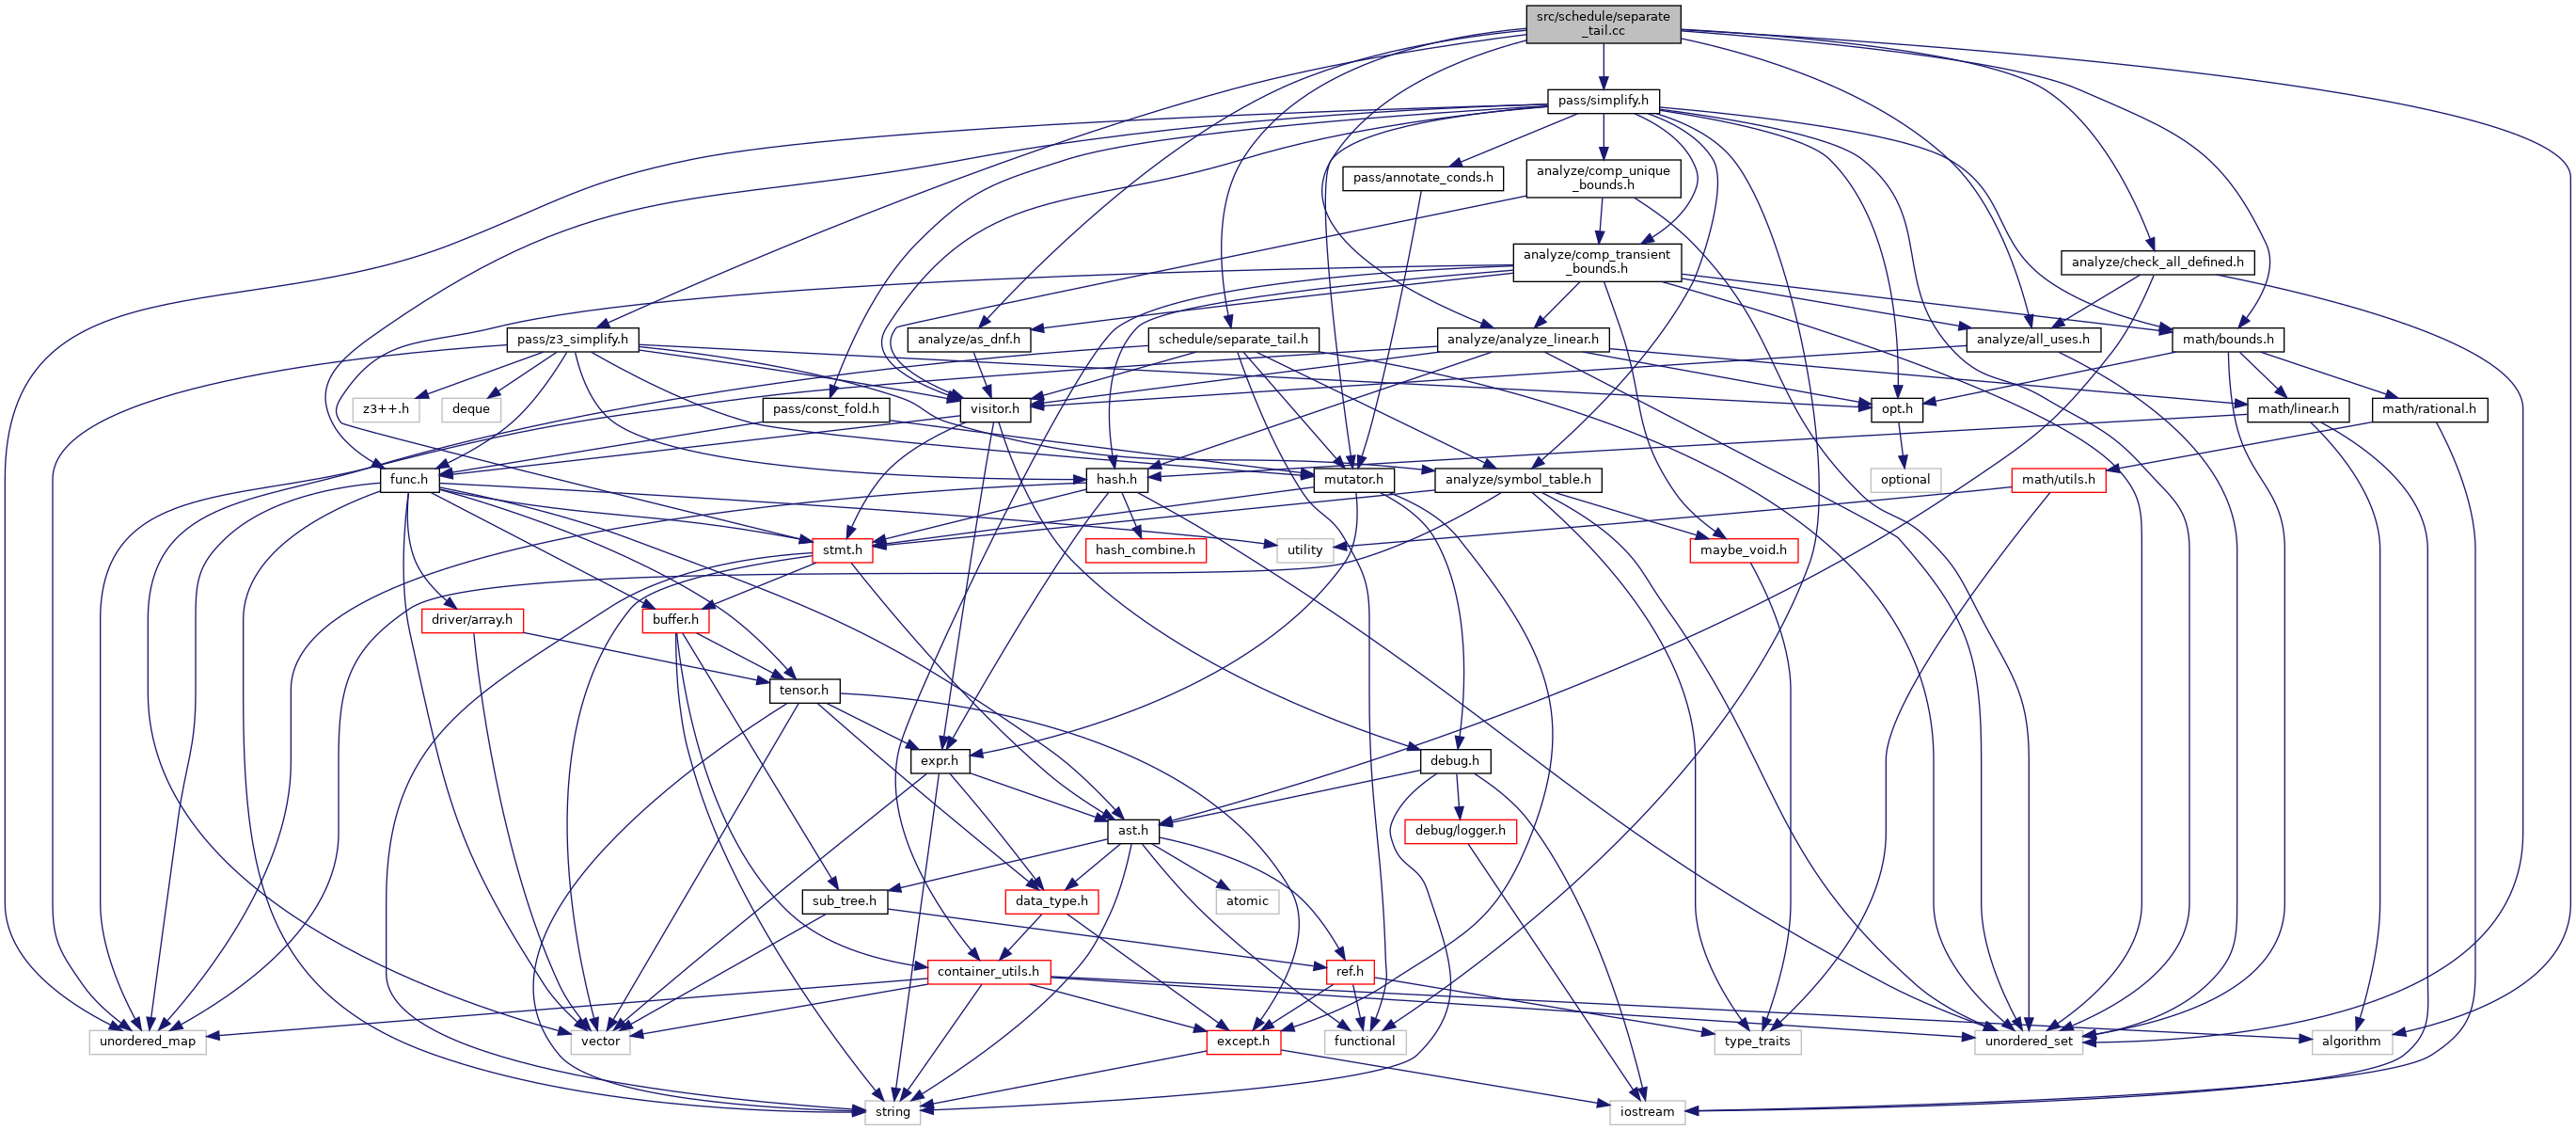 src/schedule/separate
_tail.cc
pass/simplify.h
pass/annotate_conds.h
analyze/comp_unique
_bounds.h
analyze/comp_transient
_bounds.h
analyze/check_all_defined.h
pass/z3_simplify.h
analyze/as_dnf.h
schedule/separate_tail.h
analyze/analyze_linear.h
analyze/all_uses.h
math/bounds.h
z3++.h
deque
pass/const_fold.h
visitor.h
opt.h
math/linear.h
math/rational.h
func.h
hash.h
mutator.h
analyze/symbol_table.h
optional
math/utils.h
stmt.h
hash_combine.h
utility
maybe_void.h
driver/array.h
buffer.h
tensor.h
expr.h
debug.h
ast.h
debug/logger.h
sub_tree.h
data_type.h
atomic
container_utils.h
ref.h
unordered_map
vector
except.h
functional
type_traits
unordered_set
algorithm
string
iostream